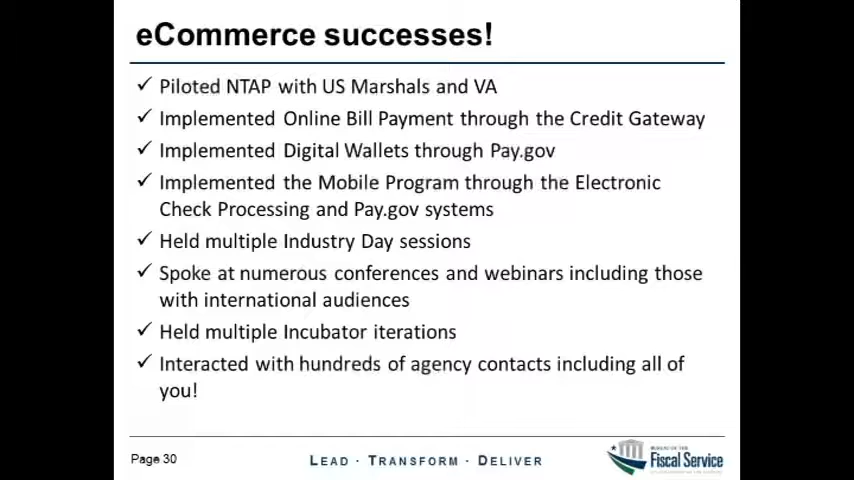 eCommerce successes!
✓ Piloted NTAP with US Marshals and VA
✓ Implemented Online Bill Payment through the Credit Gateway
✓ Implemented Digital Wallets through Pay.gov
✓ Implemented the Mobile Program through the Electronic
Check Processing and Pay.gov systems
✓ Held multiple Industry Day sessions
✓ Spoke at numerous conferences and webinars including those
with international audiences
✓ Held multiple Incubator iterations
✓ Interacted with hundreds of agency contacts including all of
you!
Page 30
LEAD · TRANSFORM · DELIVER
BUREAU OF THE
Fiscal Service